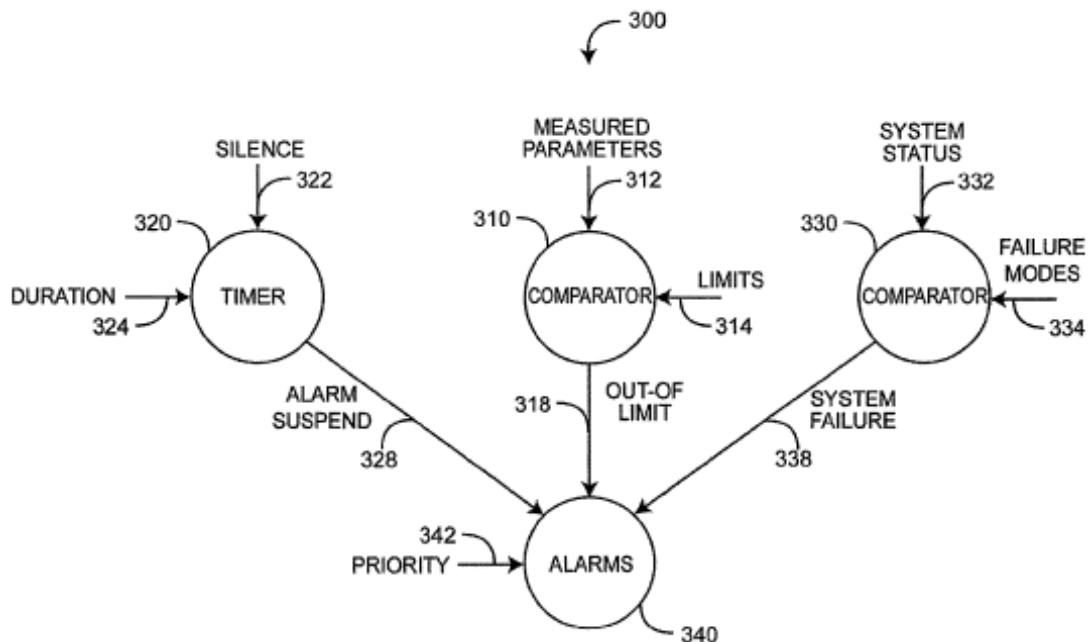 300
MEASURED
PARAMETERS
312
SILENCE
322
SYSTEM
STATUS
332
320
310
330
TIMER
DURATION
324
COMPARATOR
LIMITS
314
COMPARATOR
FAILURE
MODES
334
ALARM
SUSPEND
328
318
OUT-OF
LIMIT
SYSTEM
FAILURE
338
342
PRIORITY
ALARMS
340